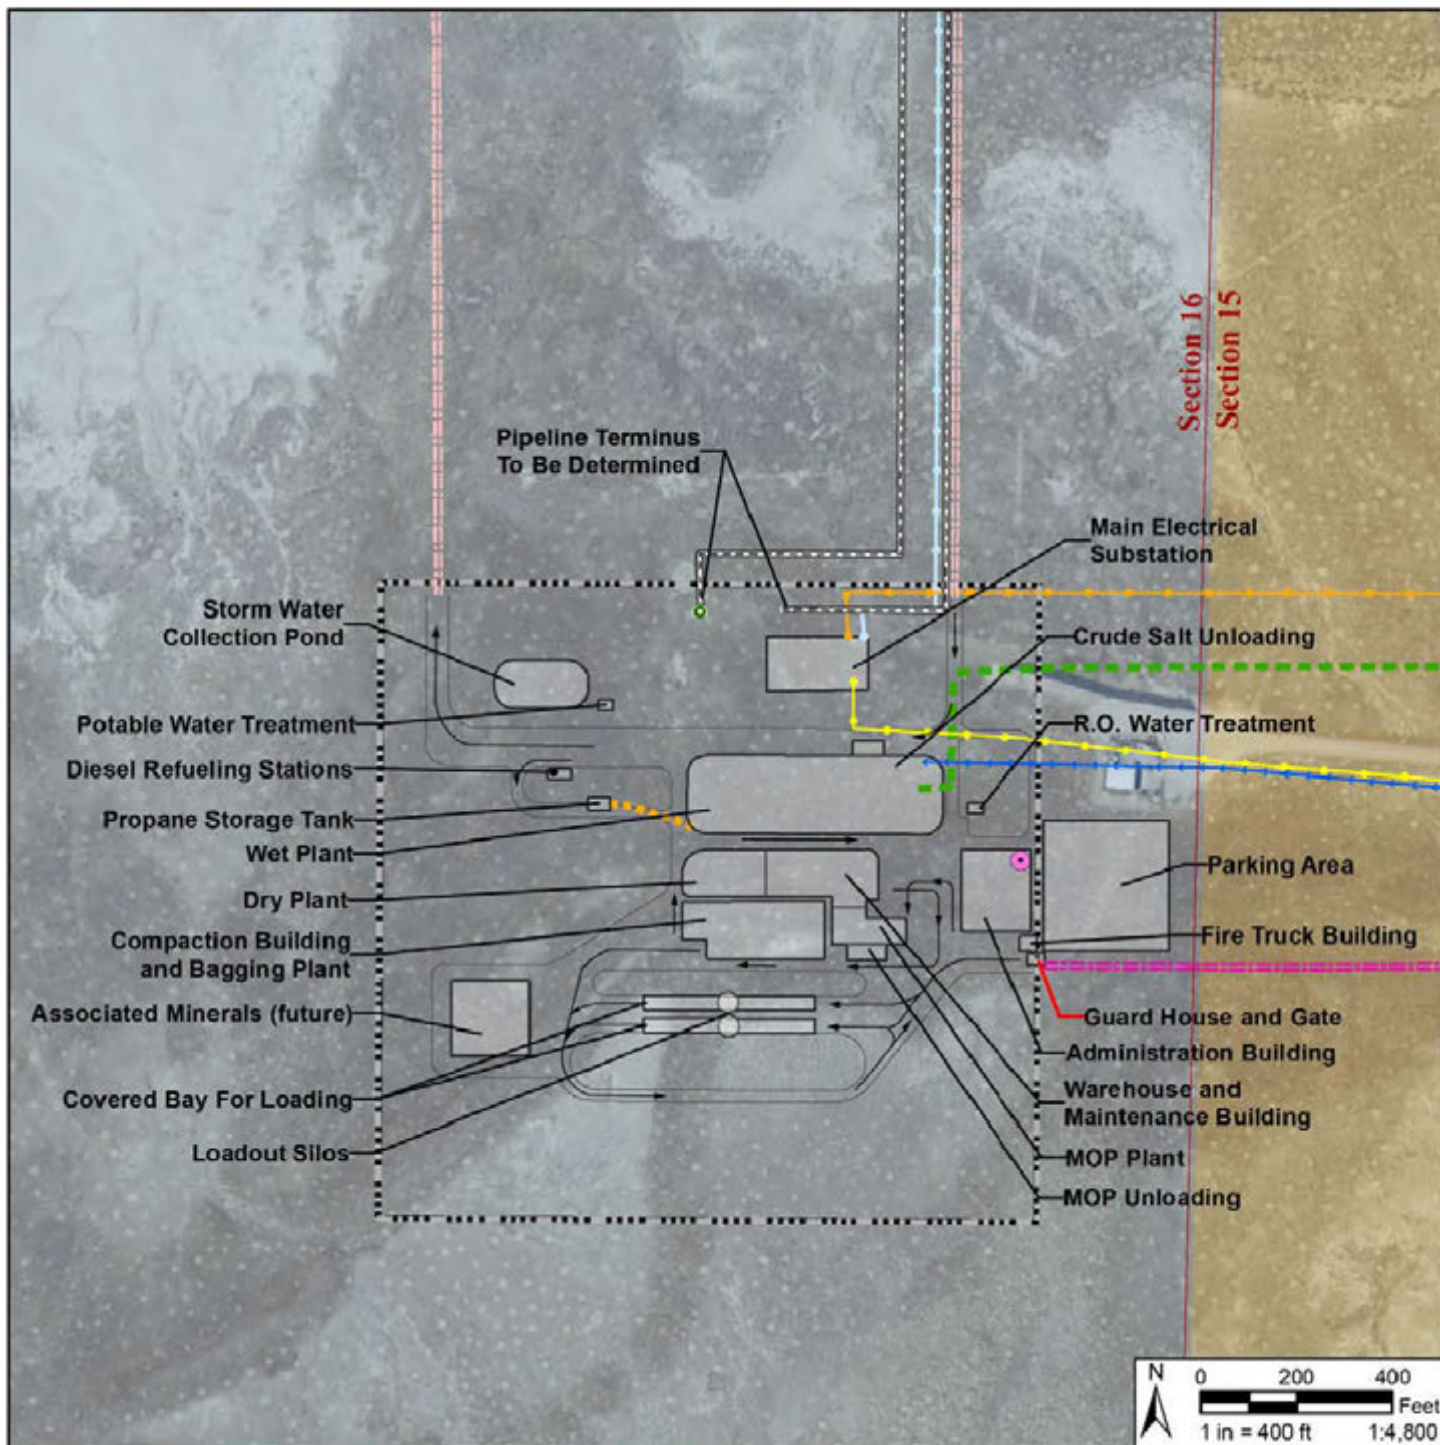 Section 16
Section 15
Pipeline Terminus
To Be Determined
Main Electrical
Substation
Storm Water
Collection Pond
Crude Salt Unloading
Potable Water Treatment
R.O. Water Treatment
Diesel Refueling Stations
Propane Storage Tank
Wet Plant
Parking Area
Dry Plant
Fire Truck Building
Compaction Building
and Bagging Plant
Associated Minerals (future)
Guard House and Gate
Administration Building
Covered Bay For Loading
Warehouse and
Maintenance Building
Loadout Silos
MOP Plant
MOP Unloading
N
0 200 400
Feet
1 in = 400 ft 1:4,800